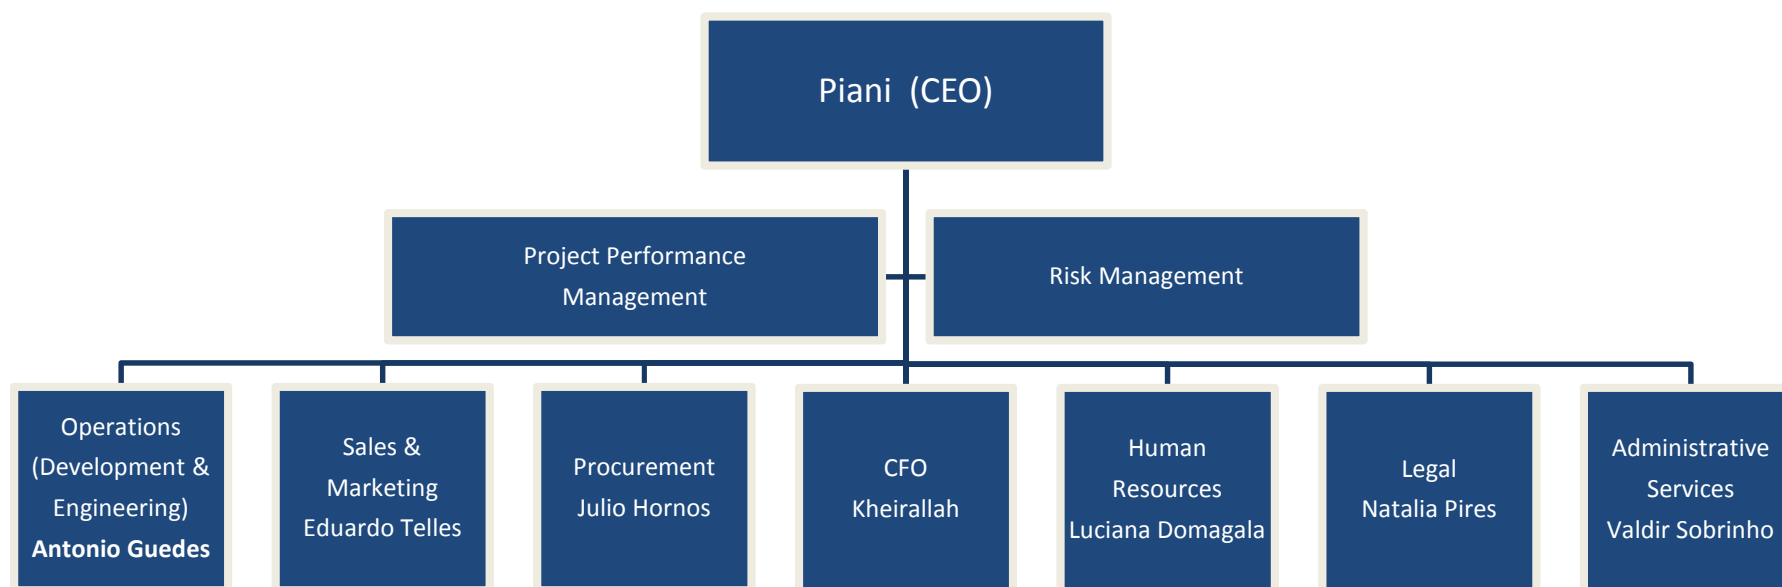 Piani (CEO)
Project Performance
Management
Risk Management
Operations
(Development &
Engineering)
Antonio Guedes
Sales &
Marketing
Eduardo Telles
Procurement
Julio Hornos
CFO
Kheirallah
Human
Resources
Luciana Domagala
Legal
Natalia Pires
Administrative
Services
Valdir Sobrinho